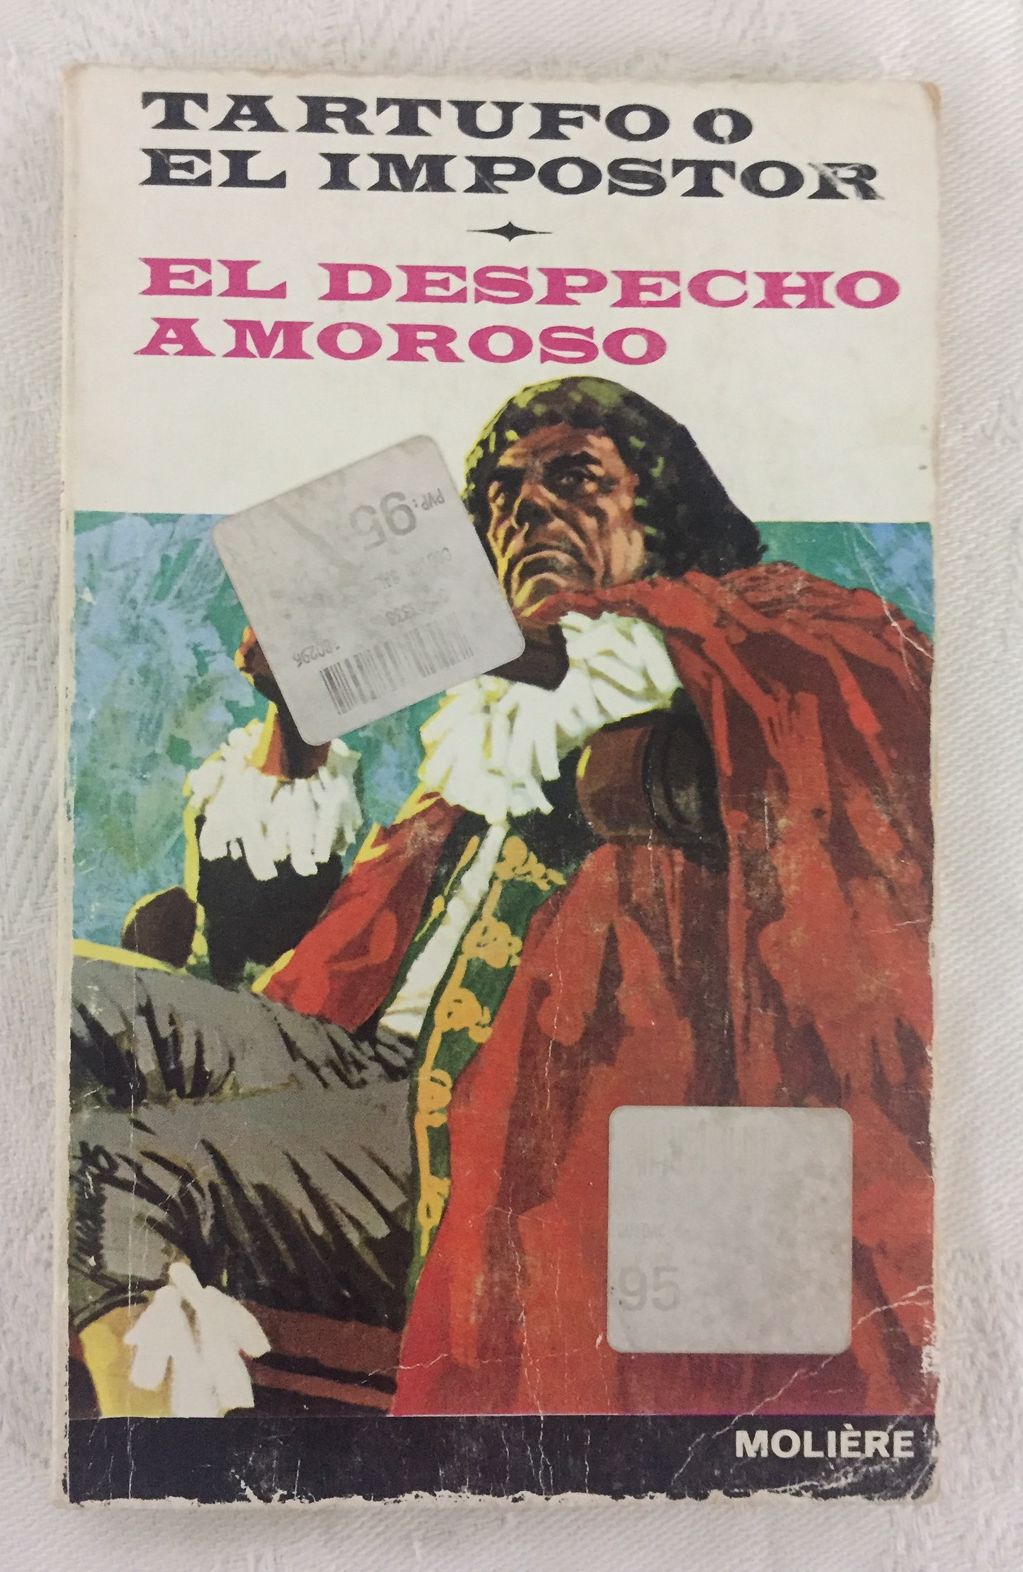 TARTUFO O
EL IMPOSTOR
EL DESPECHO
AMOROSO
PVP: 95
95
MOLIÈRE